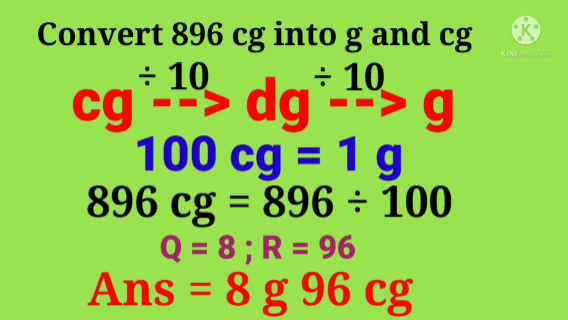 Convert 896 cg into g and cg
KINEMASTER
÷ 10 ÷ 10
cg --> dg --> g
100 cg = 1 g
896 cg = 896 ÷ 100
Q = 8 ; R = 96
Ans = 8 g 96 cg